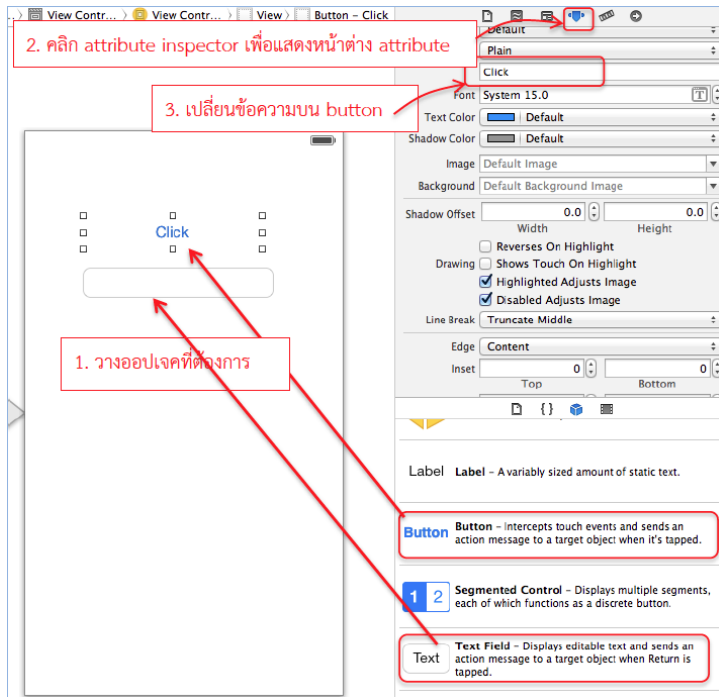 View Contr... 〉 View Contr... 〉 View 〉 Button – Click
2. คลิก attribute inspector เพื่อแสดงหน้าต่าง attribute
Default
Plain
Click
3. เปลี่ยนข้อความบน button
Font System 15.0
Text Color Default
Shadow Color Default
Image Default Image
Background Default Background Image
Shadow Offset 0.0 0.0
Width Height
Reverses On Highlight
Drawing Shows Touch On Highlight
Highlighted Adjusts Image
Disabled Adjusts Image
Line Break Truncate Middle
Edge Content
Inset 0 0
Top Bottom
Click
1. วางออปเจคที่ต้องการ
Label Label – A variably sized amount of static text.
Button Button – Intercepts touch events and sends an
action message to a target object when it's tapped.
1 2 Segmented Control – Displays multiple segments,
each of which functions as a discrete button.
Text Text Field – Displays editable text and sends an
action message to a target object when Return is
tapped.